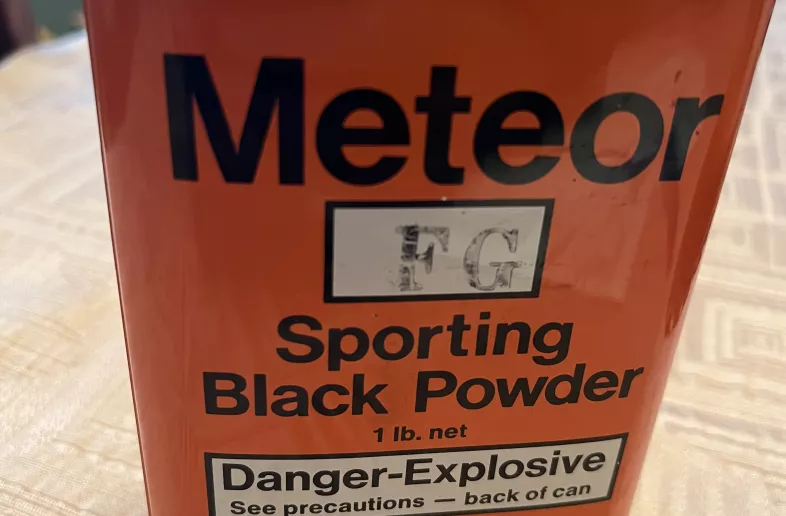 Meteor
FG
Sporting
Black Powder
1 lb. net
Danger-Explosive
See precautions — back of can